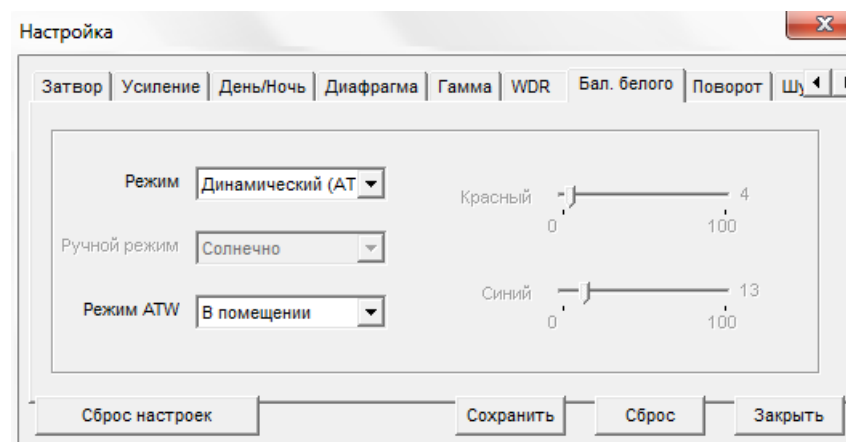 Настройка
Затвор Усиление День/Ночь Диафрагма Гамма WDR Бал. белого Поворот
Режим Динамический (AT
Красный 4
0 100
Ручной режим Солнечно
Синий 13
Режим ATW В помещении
0 100
Сброс настроек Сохранить Сброс Закрыть